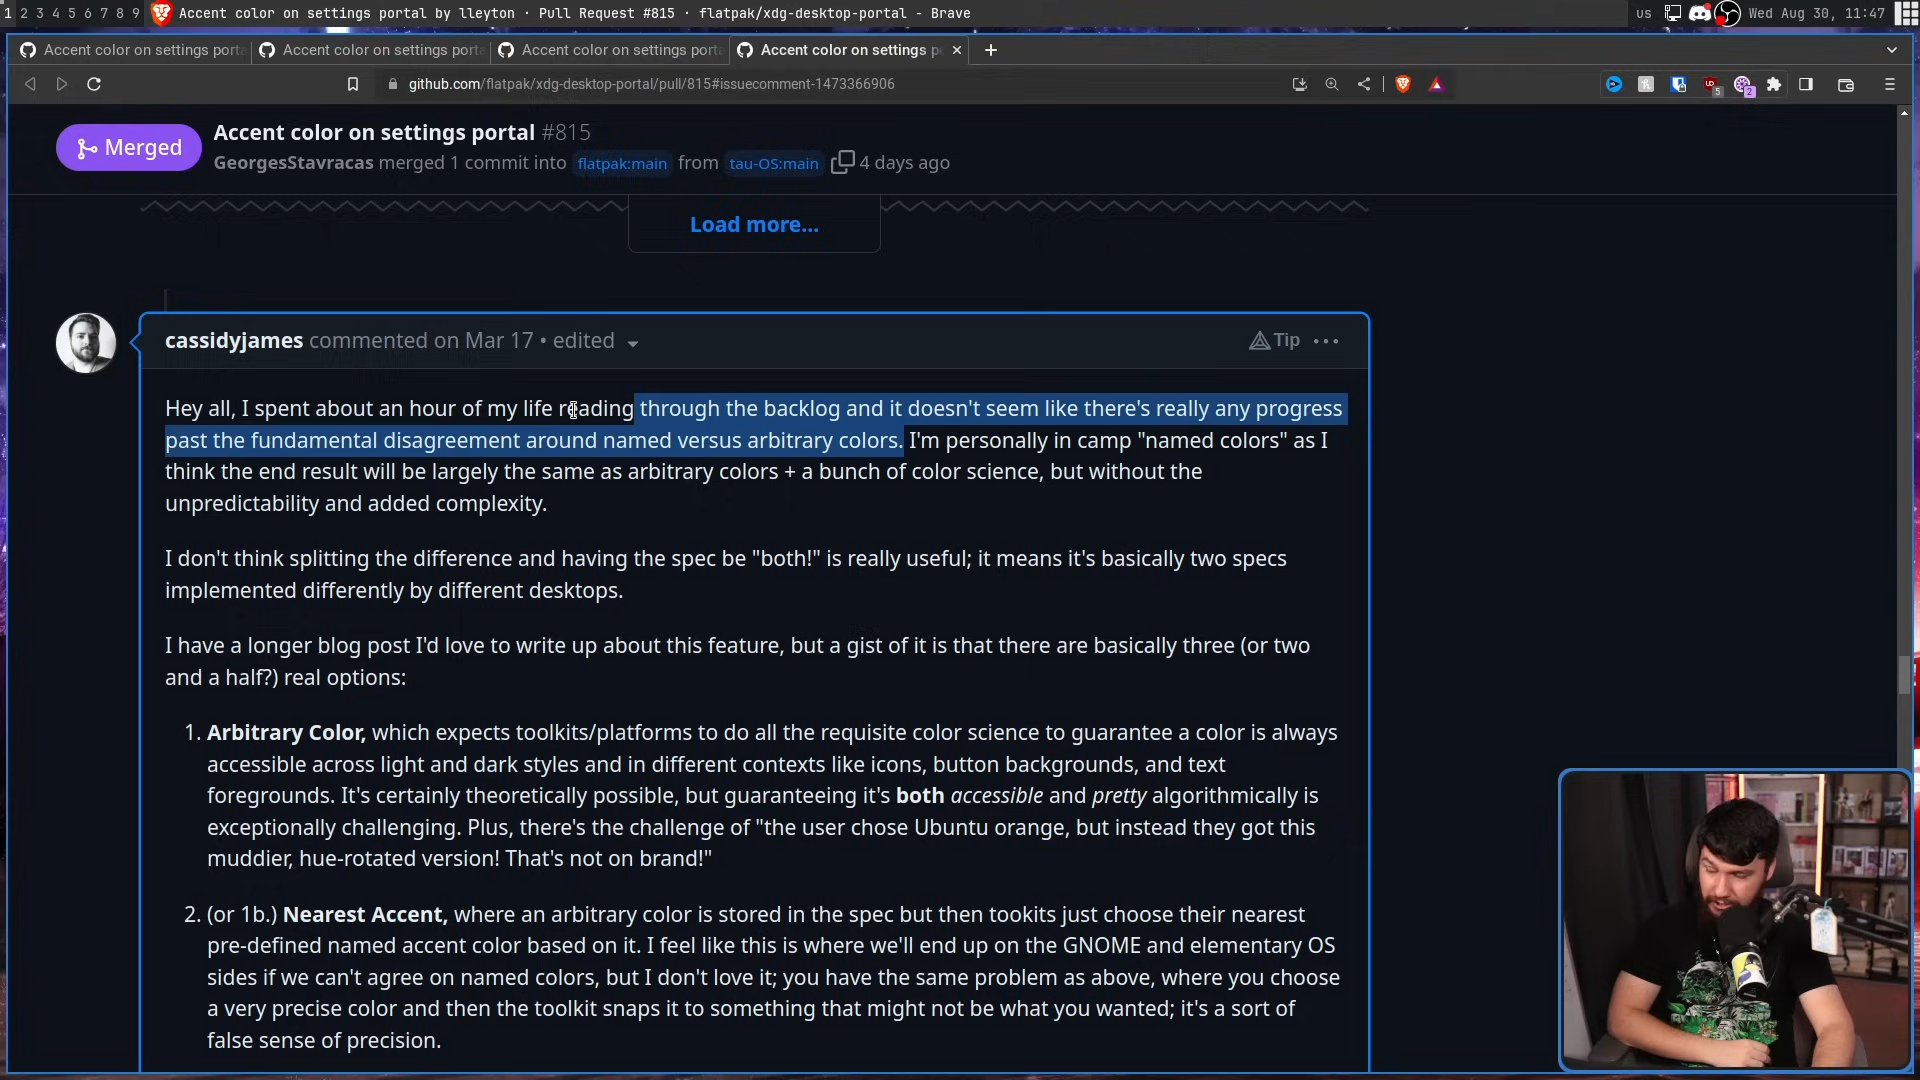 1 2 3 4 5 6 7 8 9 Accent color on settings portal by lleyton · Pull Request #815 · flatpak/xdg-desktop-portal - Brave us Wed Aug 30, 11:47
Accent color on settings porta Accent color on settings porta Accent color on settings porta Accent color on settings p
github.com/flatpak/xdg-desktop-portal/pull/815#issuecomment-1473366906
5 2
Merged
Accent color on settings portal #815
GeorgesStavracas merged 1 commit into flatpak:main from tau-OS:main 4 days ago
Load more...
cassidyjames commented on Mar 17 • edited
Tip
Hey all, I spent about an hour of my life reading through the backlog and it doesn't seem like there's really any progress
past the fundamental disagreement around named versus arbitrary colors. I'm personally in camp "named colors" as I
think the end result will be largely the same as arbitrary colors + a bunch of color science, but without the
unpredictability and added complexity.
I don't think splitting the difference and having the spec be "both!" is really useful; it means it's basically two specs
implemented differently by different desktops.
I have a longer blog post I'd love to write up about this feature, but a gist of it is that there are basically three (or two
and a half?) real options:
1. Arbitrary Color, which expects toolkits/platforms to do all the requisite color science to guarantee a color is always
accessible across light and dark styles and in different contexts like icons, button backgrounds, and text
foregrounds. It's certainly theoretically possible, but guaranteeing it's both accessible and pretty algorithmically is
exceptionally challenging. Plus, there's the challenge of "the user chose Ubuntu orange, but instead they got this
muddier, hue-rotated version! That's not on brand!"
2. (or 1b.) Nearest Accent, where an arbitrary color is stored in the spec but then tookits just choose their nearest
pre-defined named accent color based on it. I feel like this is where we'll end up on the GNOME and elementary OS
sides if we can't agree on named colors, but I don't love it; you have the same problem as above, where you choose
a very precise color and then the toolkit snaps it to something that might not be what you wanted; it's a sort of
false sense of precision.